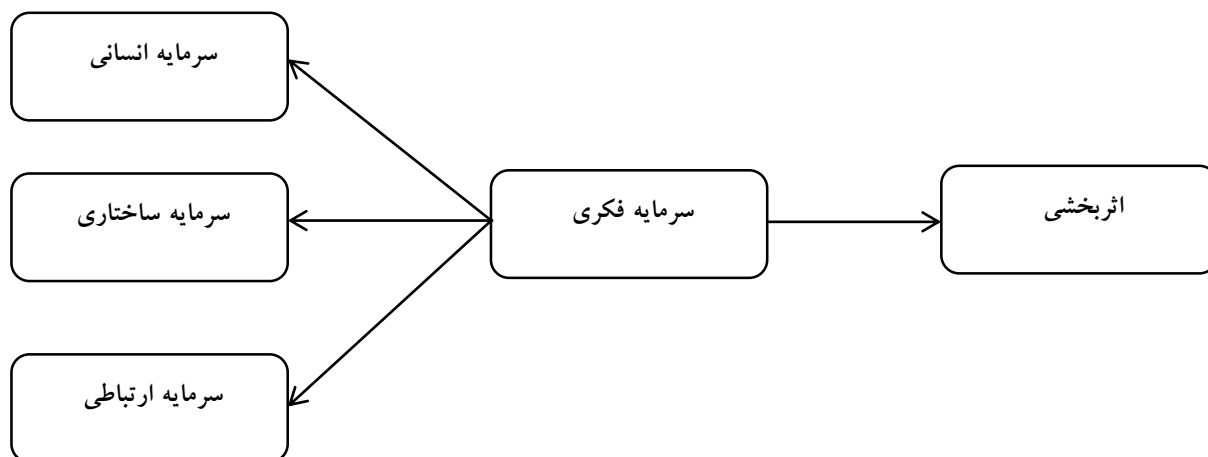 سرمایه انسانی
سرمایه ساختاری
سرمایه فکری
اثربخشی
سرمایه ارتباطی